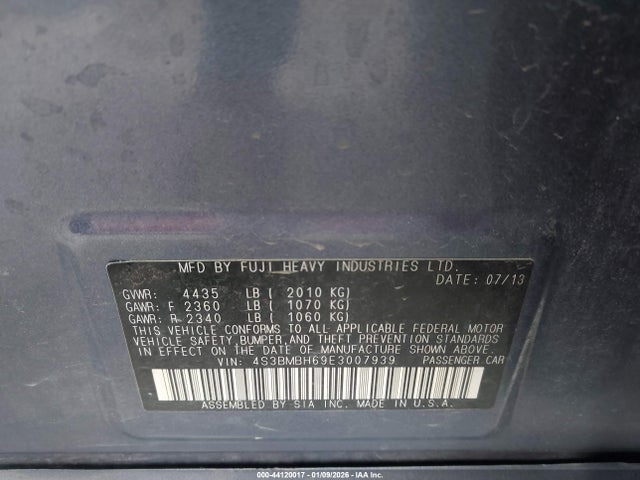 MFD BY FUJI HEAVY INDUSTRIES LTD.
DATE: 07/13
GVWR: 4435 LB ( 2010 KG)
GAWR: F 2360 LB ( 1070 KG)
GAWR: R 2340 LB ( 1060 KG)
THIS VEHICLE CONFORMS TO ALL APPLICABLE FEDERAL MOTOR
VEHICLE SAFETY, BUMPER, AND THEFT PREVENTION STANDARDS
IN EFFECT ON THE DATE OF MANUFACTURE SHOWN ABOVE.
VIN: 4S3BMBH69E3007939 PASSENGER CAR
ASSEMBLED BY SIA INC. MADE IN U.S.A.
000-44120017 - 01/09/2026 - IAA Inc.